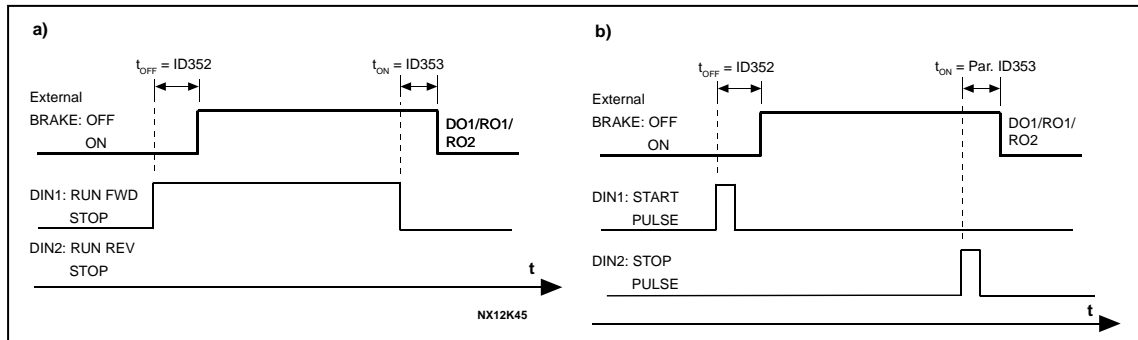 a)
t_OFF = ID352
t_ON = ID353
External
BRAKE: OFF
ON
DO1/RO1/
RO2
DIN1: RUN FWD
STOP
DIN2: RUN REV
STOP
t
NX12K45
b)
t_OFF = ID352
t_ON = Par. ID353
External
BRAKE: OFF
ON
DO1/RO1/
RO2
DIN1: START
PULSE
DIN2: STOP
PULSE
t